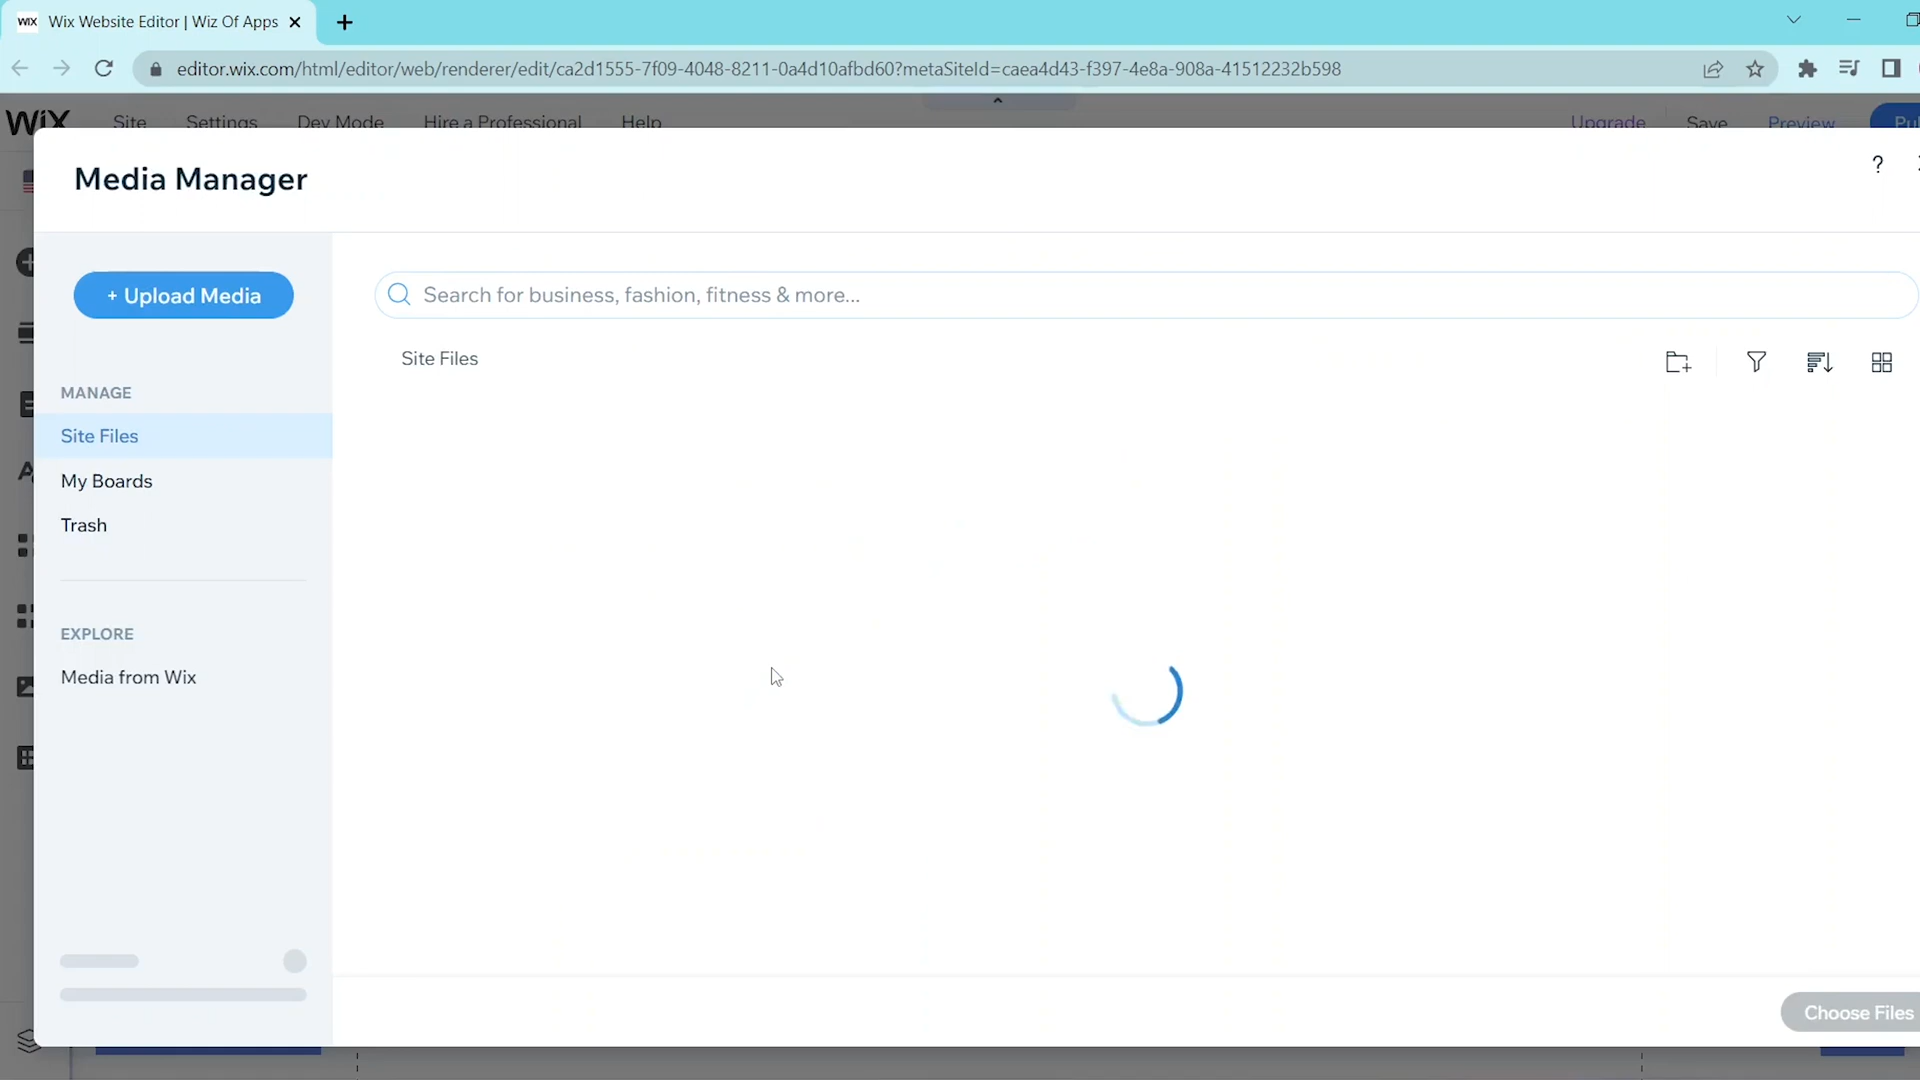 WIX Wix Website Editor | Wiz Of Apps
editor.wix.com/html/editor/web/renderer/edit/ca2d1555-7f09-4048-8211-0a4d10afbd60?metaSiteId=caea4d43-f397-4e8a-908a-41512232b598
WIX Site Settings Dev Mode Hire a Professional Help Upgrade Save Preview
Media Manager ?
+ Upload Media
Search for business, fashion, fitness & more...
Site Files
MANAGE
Site Files
My Boards
Trash
EXPLORE
Media from Wix
Choose Files